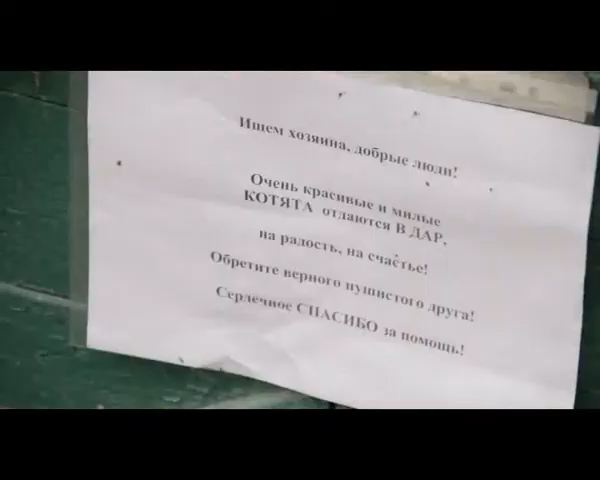 Ищем хозяина, добрые люди!
Очень красивые и милые
КОТЯТА отдаются В ДАР,
на радость, на счастье!
Обретите верного пушистого друга!
Сердечное СПАСИБО за помощь!